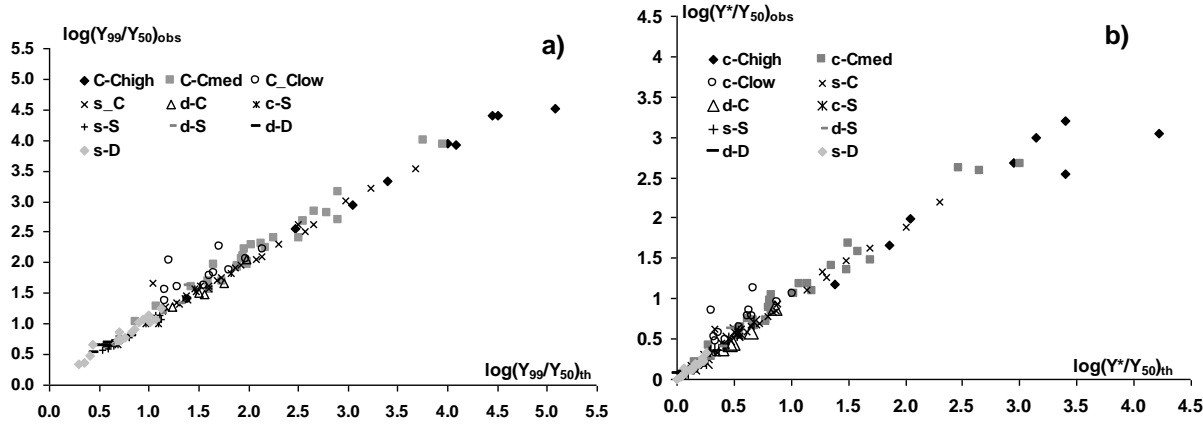 log(Y99/Y50)obs
a)
5.5
5.0
4.5
4.0
3.5
3.0
2.5
2.0
1.5
1.0
0.5
0.0
C-Chigh C-Cmed C_Clow
s_C d-C c-S
s-S d-S d-D
s-D
log(Y99/Y50)th
0.0 0.5 1.0 1.5 2.0 2.5 3.0 3.5 4.0 4.5 5.0 5.5
log(Y*/Y50)obs
b)
4.5
4
3.5
3
2.5
2
1.5
1
0.5
0
c-Chigh c-Cmed
c-Clow s-C
d-C c-S
s-S d-S
d-D s-D
log(Y*/Y50)th
0.0 0.5 1.0 1.5 2.0 2.5 3.0 3.5 4.0 4.5